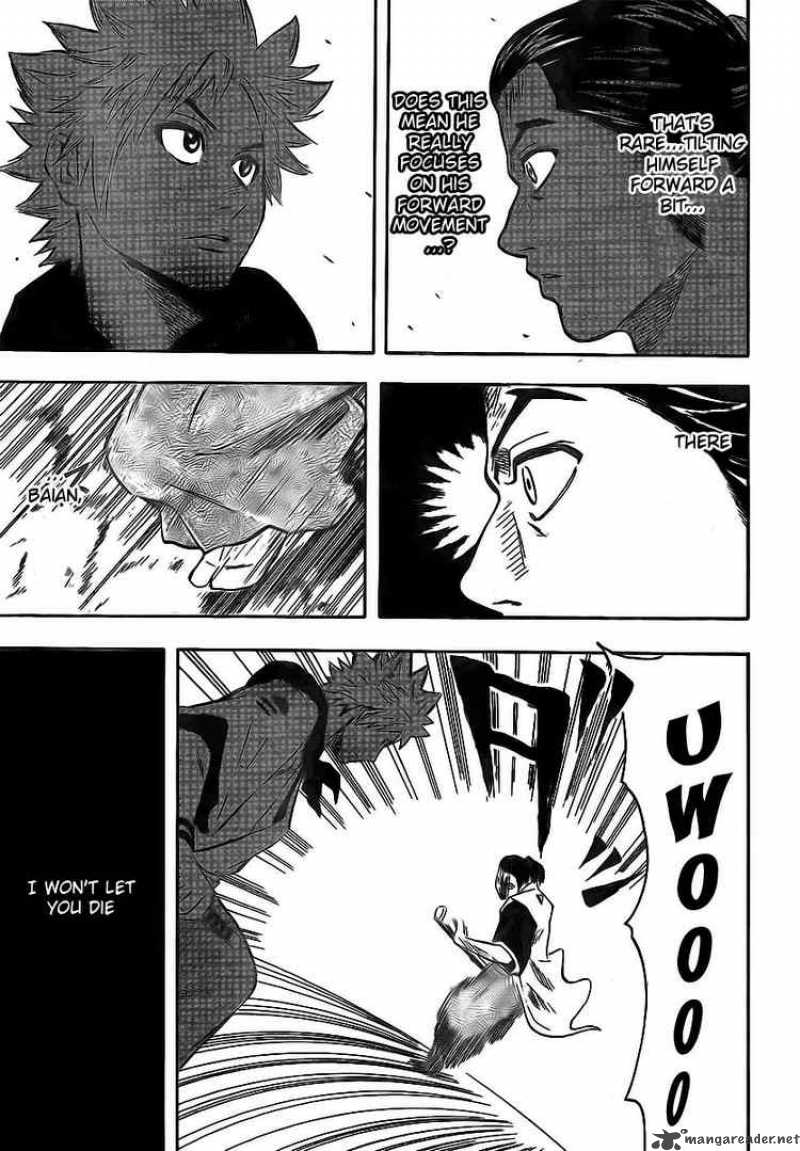 THAT'S
RARE...TILTING
HIMSELF
FORWARD A
BIT...
DOES THIS
MEAN HE
REALLY
FOCUSES
ON HIS
FORWARD
MOVEMENT
...?
THERE
BAIAN,
UWOOOO
I WON'T LET
YOU DIE
mangareader.net